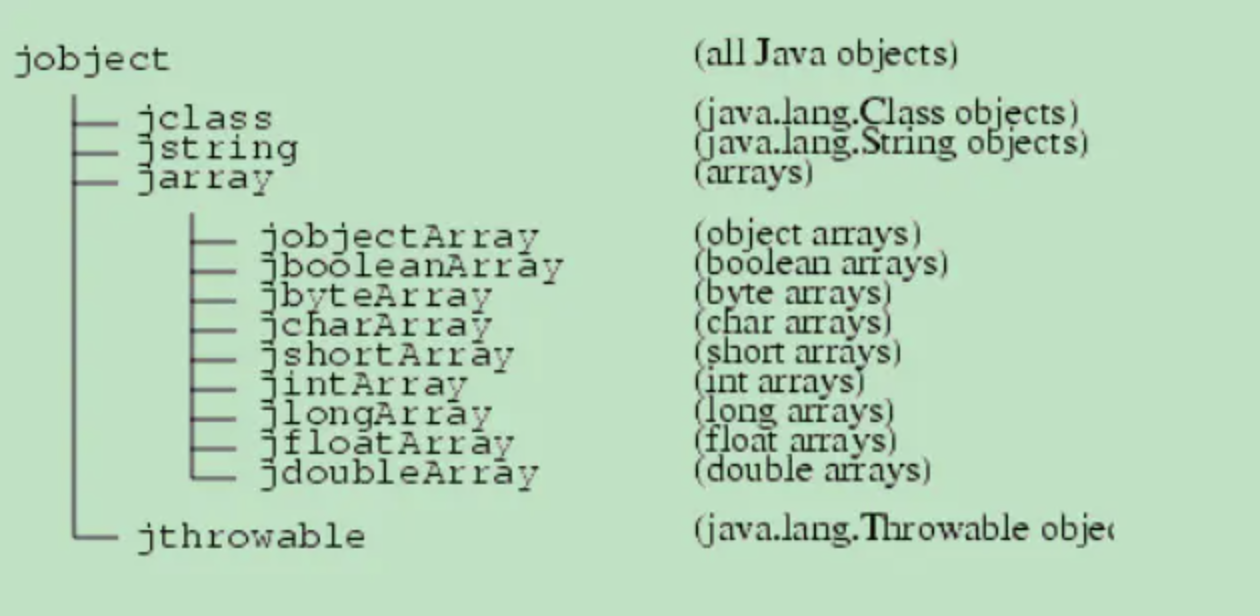 jobject (all Java objects)
jclass (java.lang.Class objects)
jstring (java.lang.String objects)
jarray (arrays)
jobjectArray (object arrays)
jbooleanArray (boolean arrays)
jbyteArray (byte arrays)
jcharArray (char arrays)
jshortArray (short arrays)
jintArray (int arrays)
jlongArray (long arrays)
jfloatArray (float arrays)
jdoubleArray (double arrays)
jthrowable (java.lang.Throwable